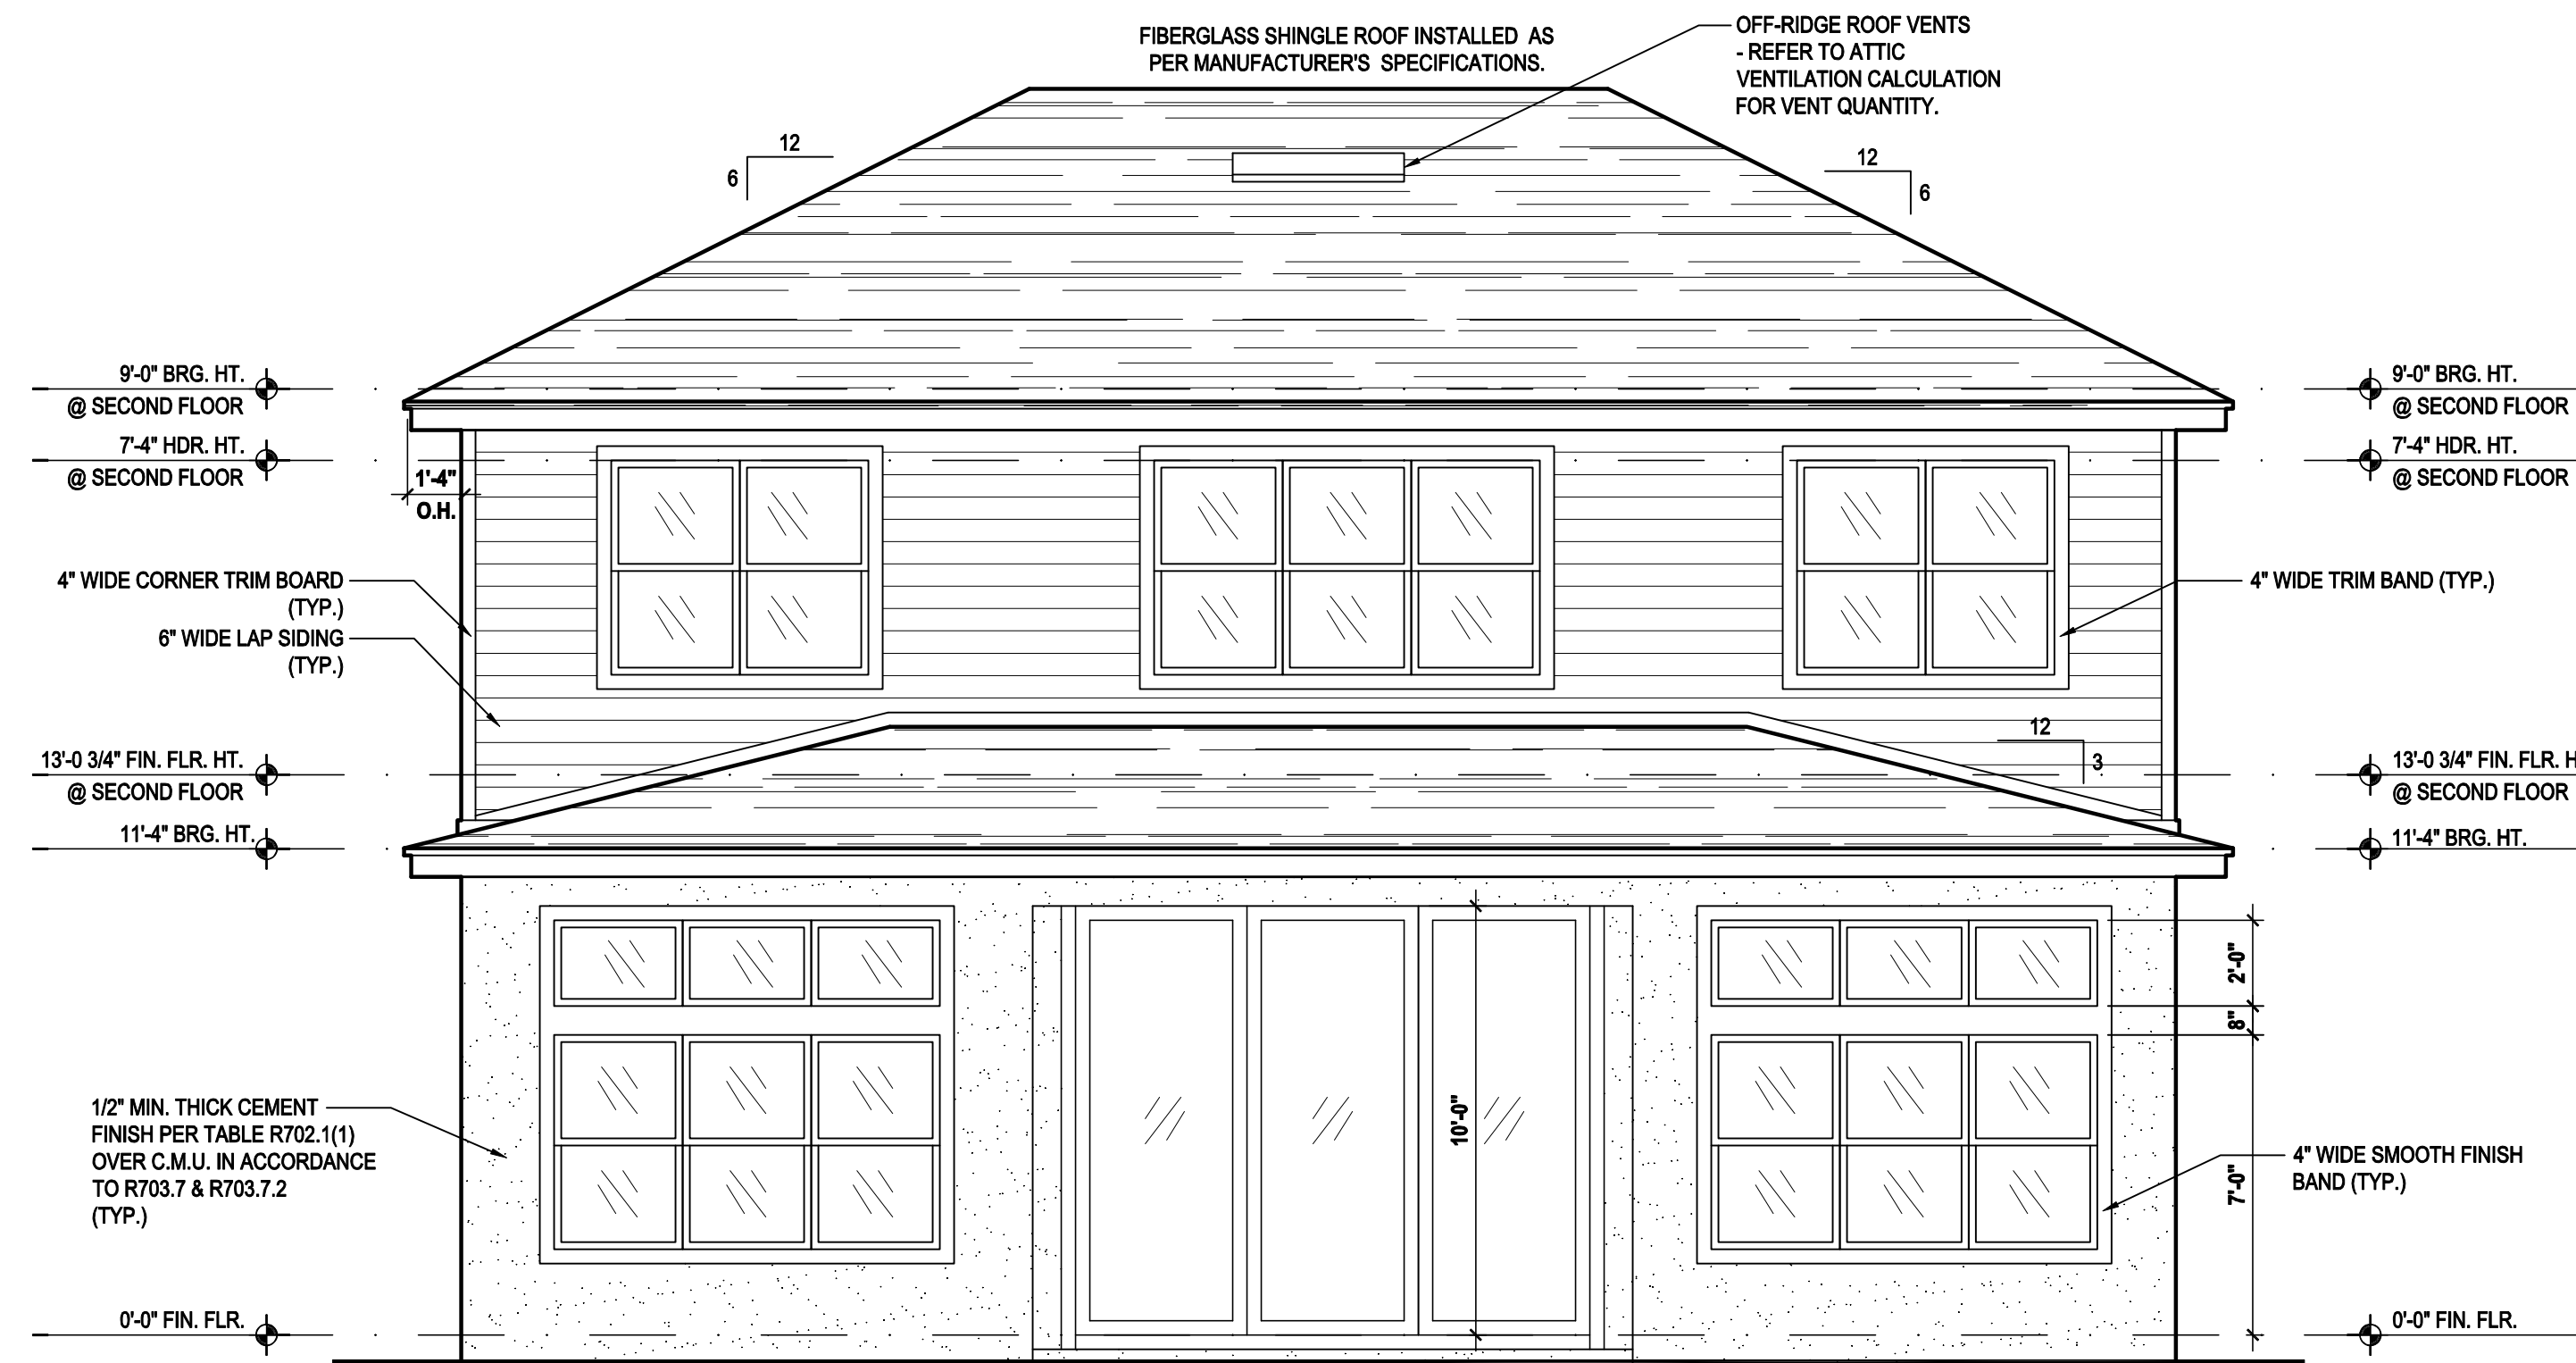 FIBERGLASS SHINGLE ROOF INSTALLED AS
PER MANUFACTURER'S SPECIFICATIONS.
OFF-RIDGE ROOF VENTS
- REFER TO ATTIC
VENTILATION CALCULATION
FOR VENT QUANTITY.
12
6
12
6
9'-0" BRG. HT.
@ SECOND FLOOR
7'-4" HDR. HT.
@ SECOND FLOOR
1'-4"
O.H.
4" WIDE CORNER TRIM BOARD
(TYP.)
6" WIDE LAP SIDING
(TYP.)
13'-0 3/4" FIN. FLR. HT.
@ SECOND FLOOR
11'-4" BRG. HT.
9'-0" BRG. HT.
@ SECOND FLOOR
7'-4" HDR. HT.
@ SECOND FLOOR
4" WIDE TRIM BAND (TYP.)
12
3
13'-0 3/4" FIN. FLR. H
@ SECOND FLOOR
11'-4" BRG. HT.
2'-0"
8"
7'-0"
10'-0"
1/2" MIN. THICK CEMENT
FINISH PER TABLE R702.1(1)
OVER C.M.U. IN ACCORDANCE
TO R703.7 & R703.7.2
(TYP.)
4" WIDE SMOOTH FINISH
BAND (TYP.)
0'-0" FIN. FLR.
0'-0" FIN. FLR.